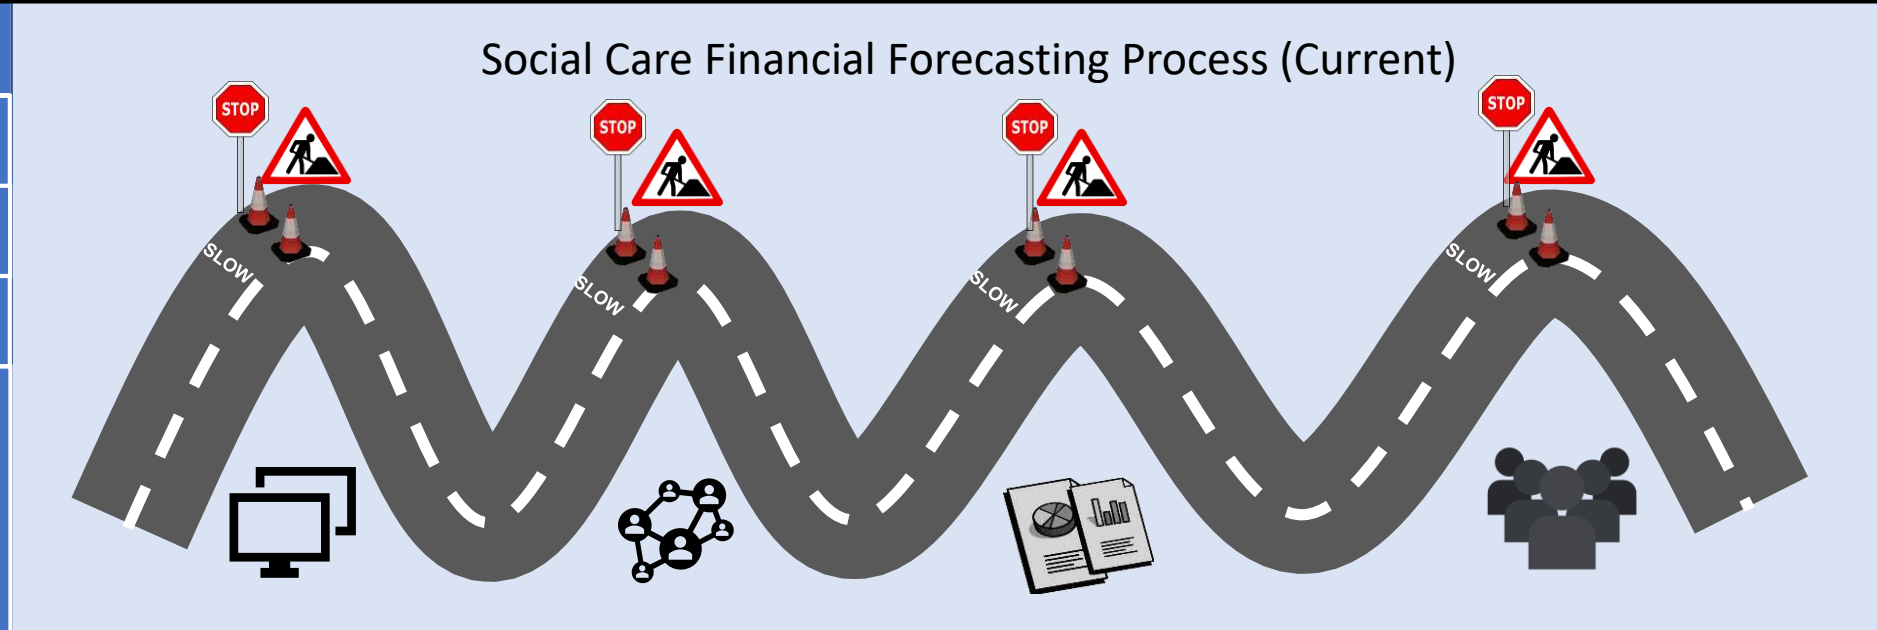 Social Care Financial Forecasting Process (Current)
STOP
STOP
STOP
STOP
SLOW
SLOW
SLOW
SLOW